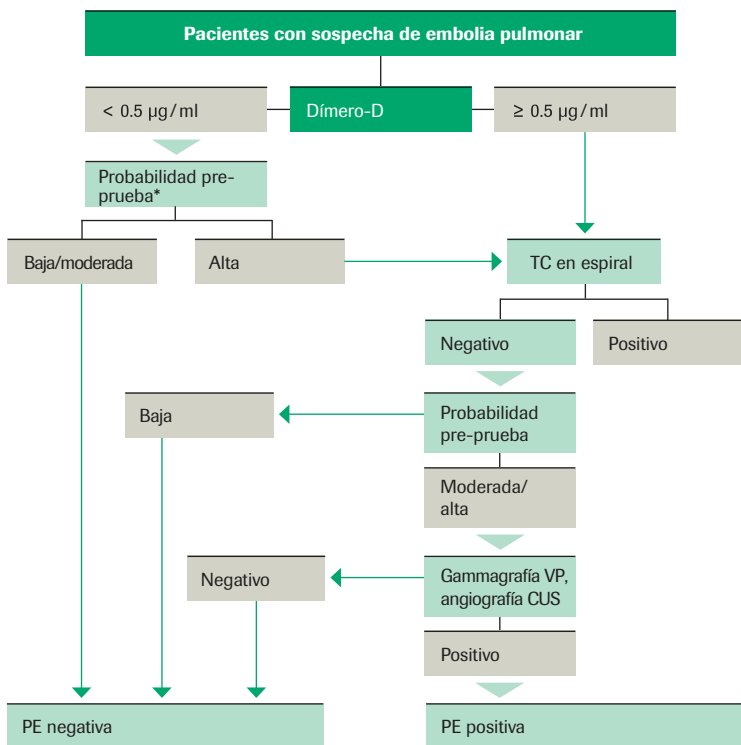 Pacientes con sospecha de embolia pulmonar
< 0.5 µg/ml
Dímero-D
≥ 0.5 µg/ml
Probabilidad pre-
prueba*
Baja/moderada
Alta
TC en espiral
Negativo
Positivo
Baja
Probabilidad
pre-prueba
Moderada/
alta
Negativo
Gammagrafía VP,
angiografía CUS
Positivo
PE negativa
PE positiva